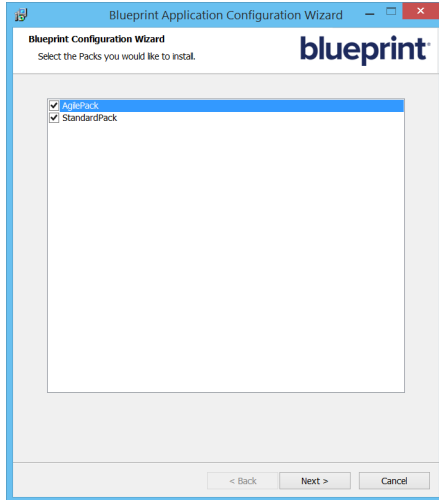 Blueprint Application Configuration Wizard
Blueprint Configuration Wizard
Select the Packs you would like to install.
blueprint
AgilePack
StandardPack
< Back Next > Cancel